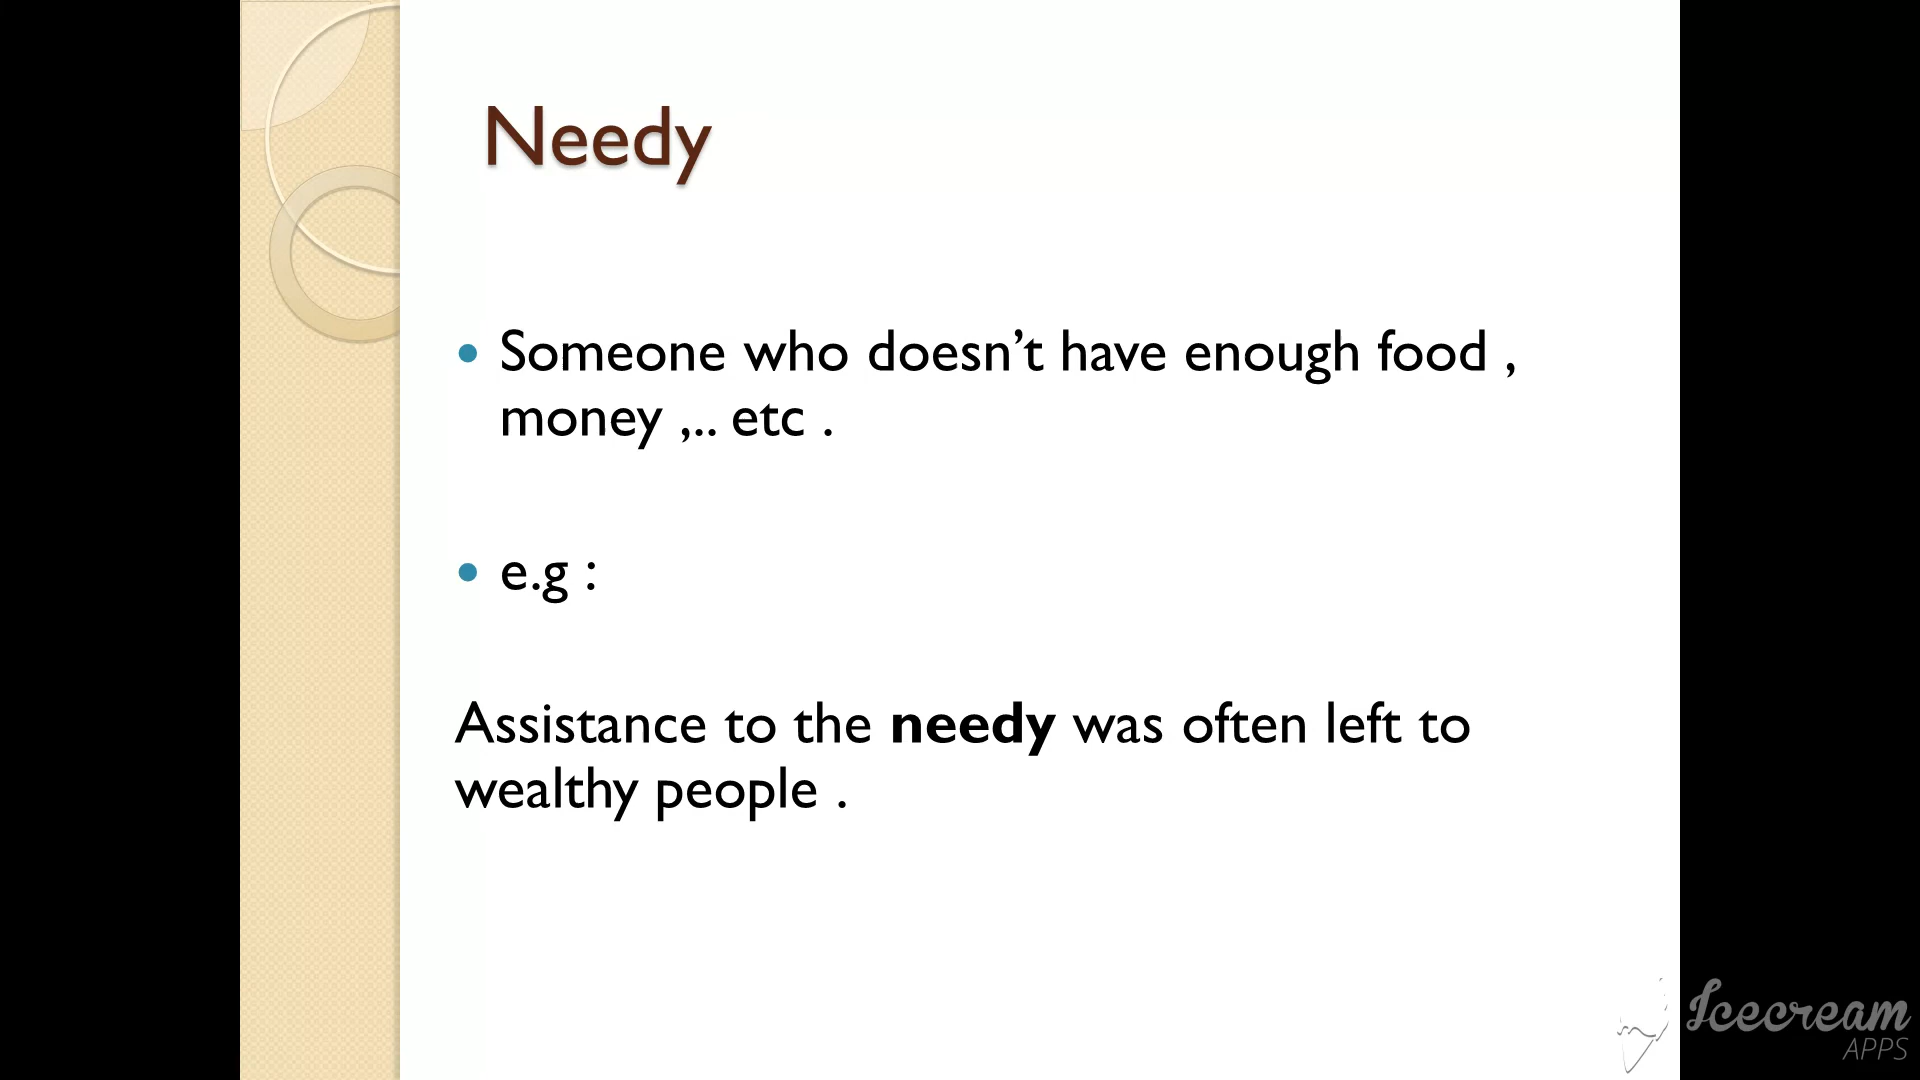 Needy
• Someone who doesn’t have enough food ,
money ,.. etc .
• e.g :
Assistance to the needy was often left to
wealthy people .
Icecream
APPS